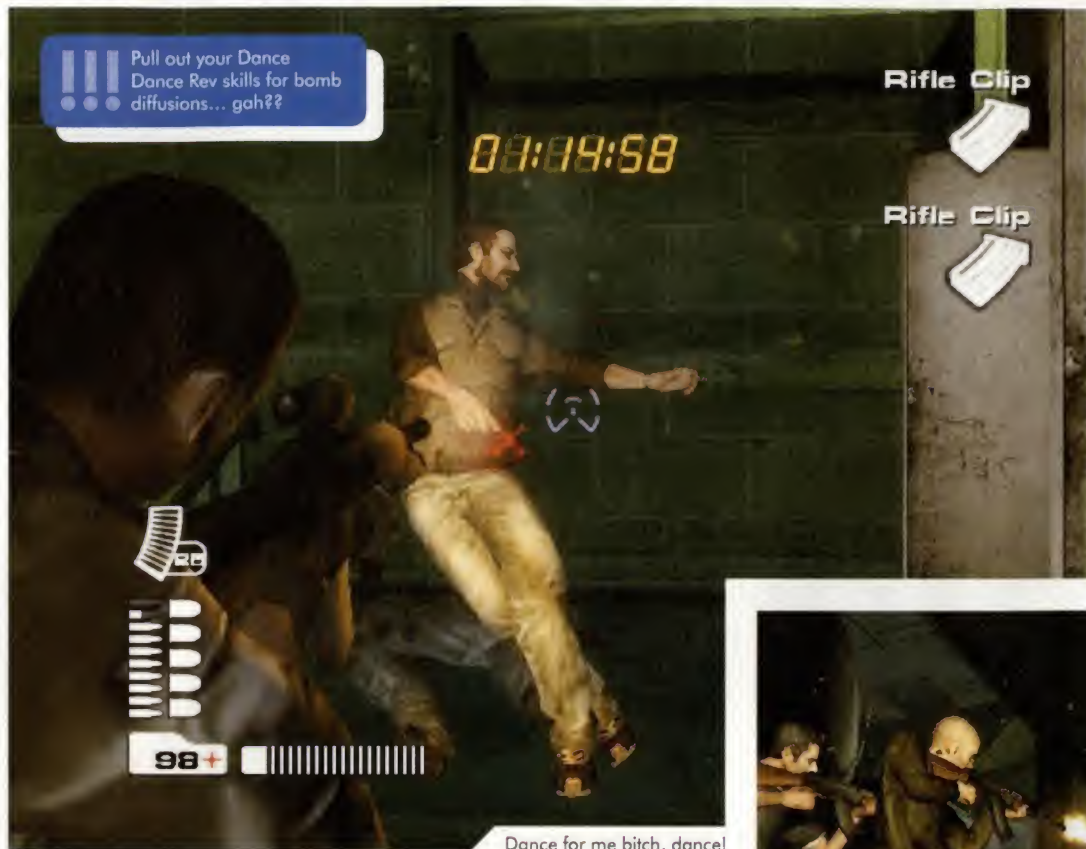 !!! Pull out your Dance
Dance Rev skills for bomb
diffusions... gah??
Rifle Clip
01:14:58
Rifle Clip
98+
Dance for me bitch, dance!